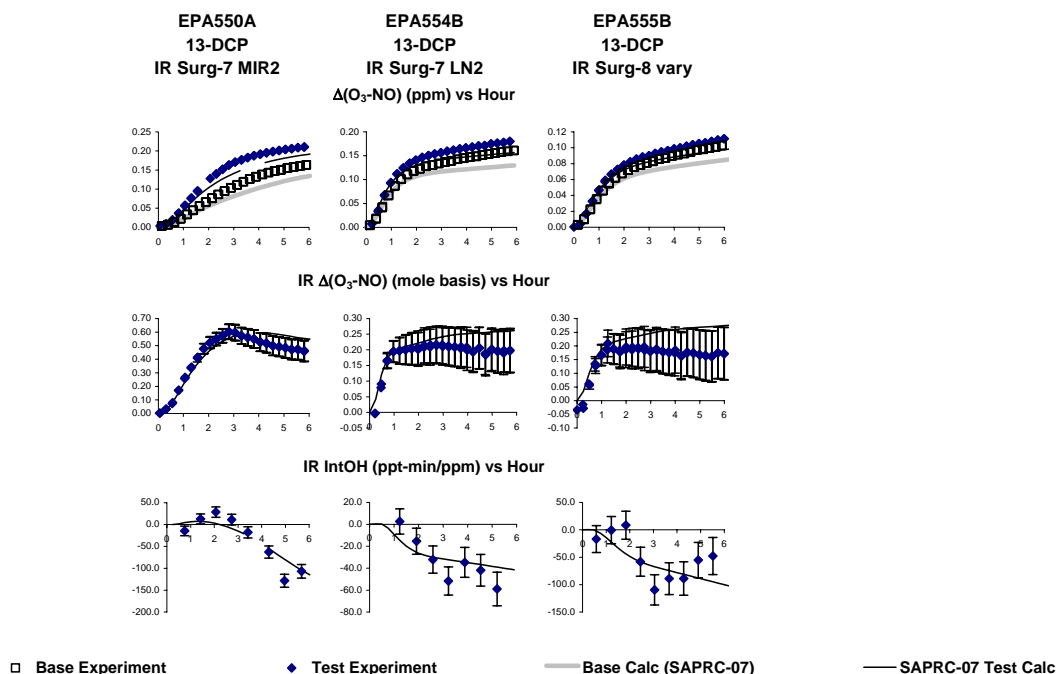 EPA550A EPA554B EPA555B
13-DCP 13-DCP 13-DCP
IR Surg-7 MIR2 IR Surg-7 LN2 IR Surg-8 vary
Δ(O₃-NO) (ppm) vs Hour
0.25 0.20 0.12
0.20 0.15 0.10
0.15 0.10 0.08
0.10 0.05 0.06
0.05 0.00 0.04
0.00 0.02
0.00
0 1 2 3 4 5 6 0 1 2 3 4 5 6 0 1 2 3 4 5 6
IR Δ(O₃-NO) (mole basis) vs Hour
0.70 0.30 0.30
0.60 0.25 0.25
0.50 0.20 0.20
0.40 0.15 0.15
0.30 0.10 0.10
0.20 0.05 0.05
0.10 0.00 0.00
0.00 -0.05 -0.05
-0.10
0 1 2 3 4 5 6 0 1 2 3 4 5 6 0 1 2 3 4 5 6
IR IntOH (ppt-min/ppm) vs Hour
50.0 20.0 50.0
0.0 0.0 0.0
-50.0 -20.0 -50.0
-100.0 -40.0 -100.0
-150.0 -60.0 -150.0
-200.0 -80.0
0 1 2 3 4 5 6 0 1 2 3 4 5 6 0 1 2 3 4 5 6
Base Experiment Test Experiment Base Calc (SAPRC-07) SAPRC-07 Test Calc